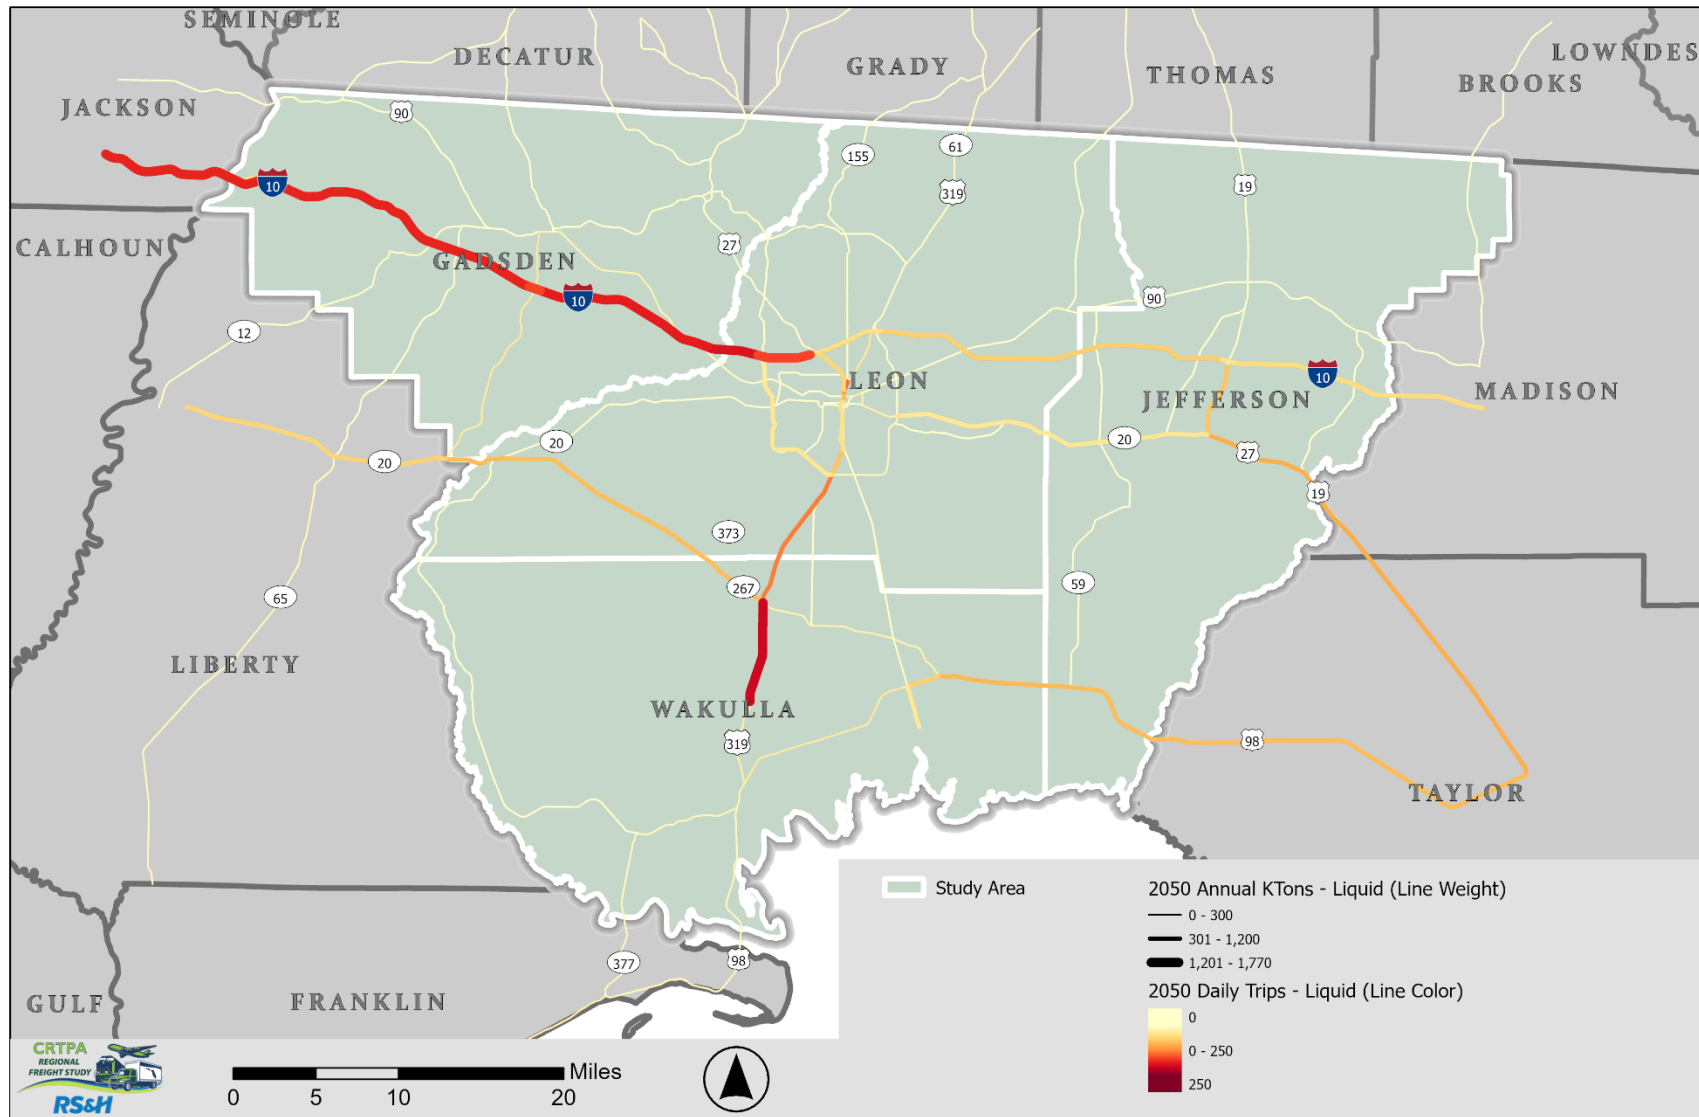 SEMINOLE
DECATUR
GRADY
THOMAS
LOWNDES
BROOKS
JACKSON
90
155
61
319
19
10
CALHOUN
27
GADSDEN
10
90
12
LEON
10
JEFFERSON
MADISON
20
20
20
27
19
373
267
59
65
LIBERTY
WAKULLA
319
98
TAYLOR
377
98
GULF
FRANKLIN
Study Area
2050 Annual KTons - Liquid (Line Weight)
0 - 300
301 - 1,200
1,201 - 1,770
2050 Daily Trips - Liquid (Line Color)
0
0 - 250
250
CRTPA
REGIONAL
FREIGHT STUDY
RS&H
Miles
0 5 10 20